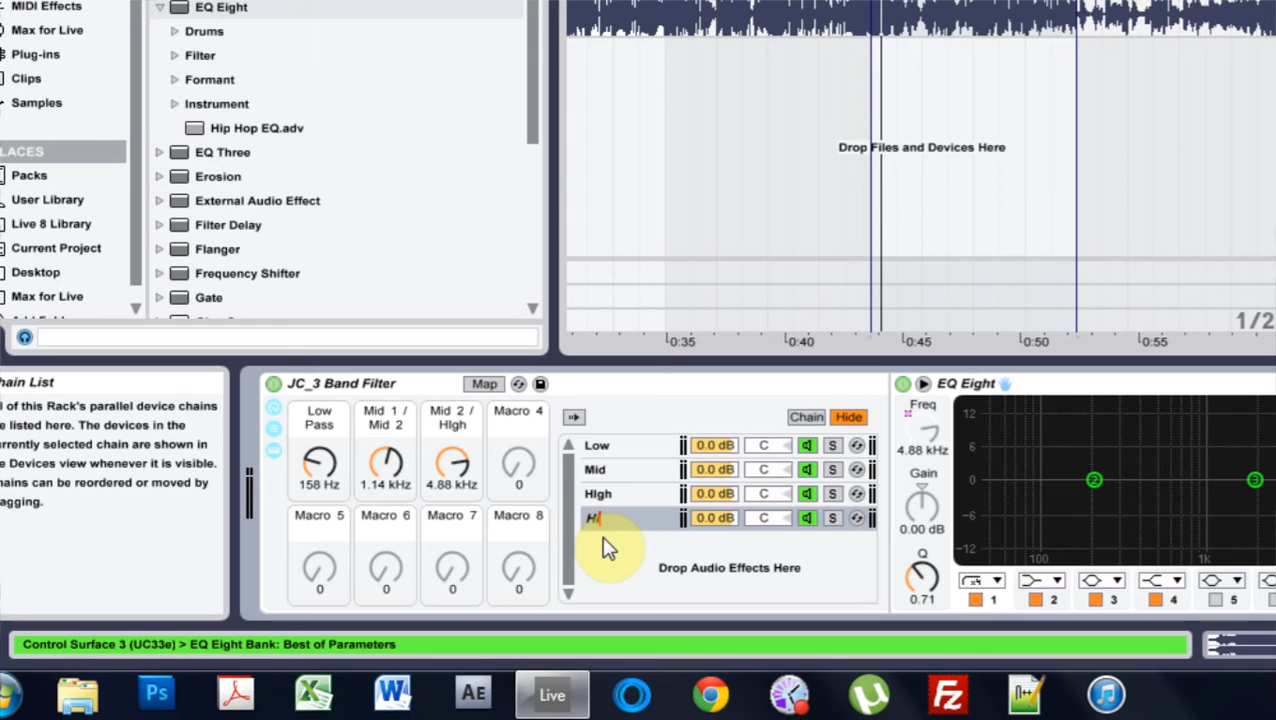 MIDI Effects
Max for Live
Plug-ins
Clips
Samples
LACES
Packs
User Library
Live 8 Library
Current Project
Desktop
Max for Live
EQ Eight
Drums
Filter
Formant
Instrument
Hip Hop EQ.adv
EQ Three
Erosion
External Audio Effect
Filter Delay
Flanger
Frequency Shifter
Gate
Drop Files and Devices Here
1/2
0:35 0:40 0:45 0:50 0:55
hain List
l of this Rack's parallel device chains
e listed here. The devices in the
urrently selected chain are shown in
e Devices view whenever it is visible.
hains can be reordered or moved by
agging.
JC_3 Band Filter Map
Low Pass
158 Hz
Mid 1 / Mid 2
1.14 kHz
Mid 2 / HIgh
4.88 kHz
Macro 4
0
Macro 5
0
Macro 6
0
Macro 7
0
Macro 8
0
Chain Hide
Low 0.0 dB C S
Mid 0.0 dB C S
HIgh 0.0 dB C S
Hi 0.0 dB C S
Drop Audio Effects Here
EQ Eight
Freq
4.88 kHz
Gain
0.00 dB
Q
0.71
12
6
0
-6
-12
100 1k
2 3
x4
1 2 3 4 5
Control Surface 3 (UC33e) > EQ Eight Bank: Best of Parameters
Ps
W
AE
Live
µ
Fz
n++